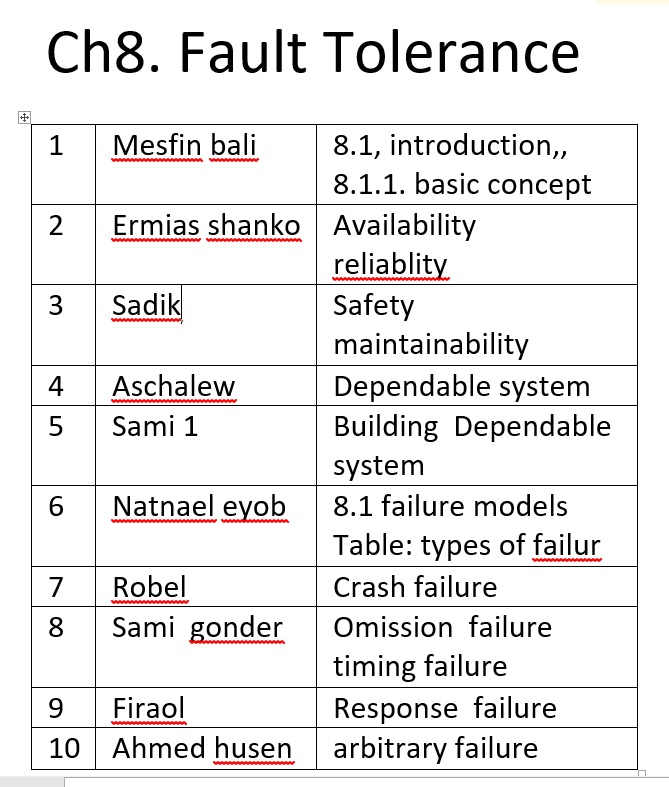 Ch8. Fault Tolerance
1 Mesfin bali 8.1, introduction,,
8.1.1. basic concept
2 Ermias shanko Availability
reliablity
3 Sadik Safety
maintainability
4 Aschalew Dependable system
5 Sami 1 Building Dependable
system
6 Natnael eyob 8.1 failure models
Table: types of failur
7 Robel Crash failure
8 Sami gonder Omission failure
timing failure
9 Firaol Response failure
10 Ahmed husen arbitrary failure